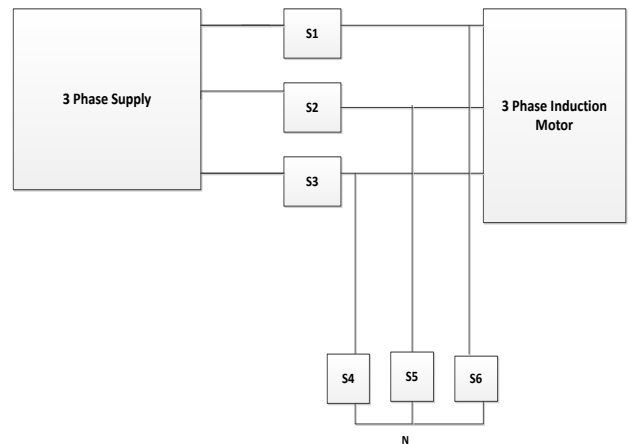 S1
3 Phase Supply
S2
3 Phase Induction
Motor
S3
S4
S5
S6
N